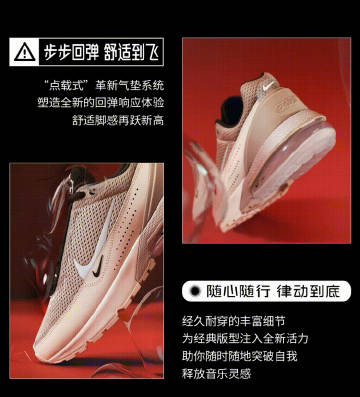 步步回弹 舒适到飞
“点载式”革新气垫系统
塑造全新的回弹响应体验
舒适脚感再跃新高
随心随行 律动到底
经久耐穿的丰富细节
为经典版型注入全新活力
助你随时随地突破自我
释放音乐灵感